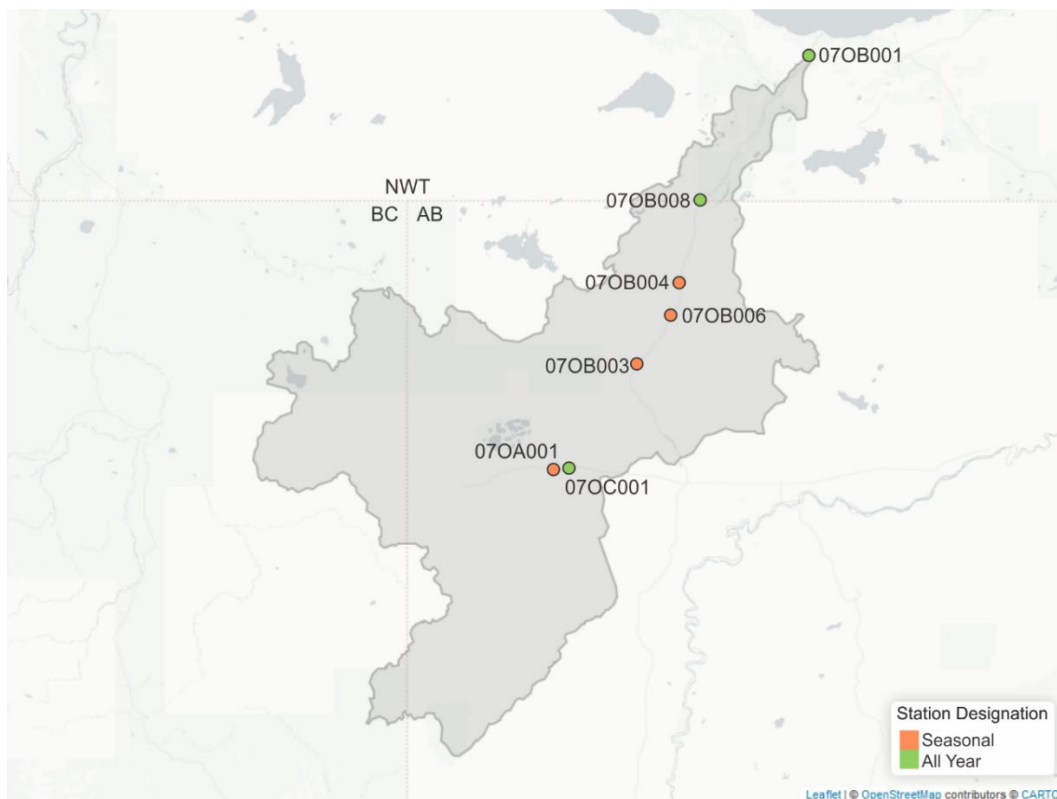 07OB001
NWT
07OB008
BC AB
07OB004
07OB006
07OB003
07OA001
07OC001
Station Designation
Seasonal
All Year
Leaflet | © OpenStreetMap contributors © CARTO